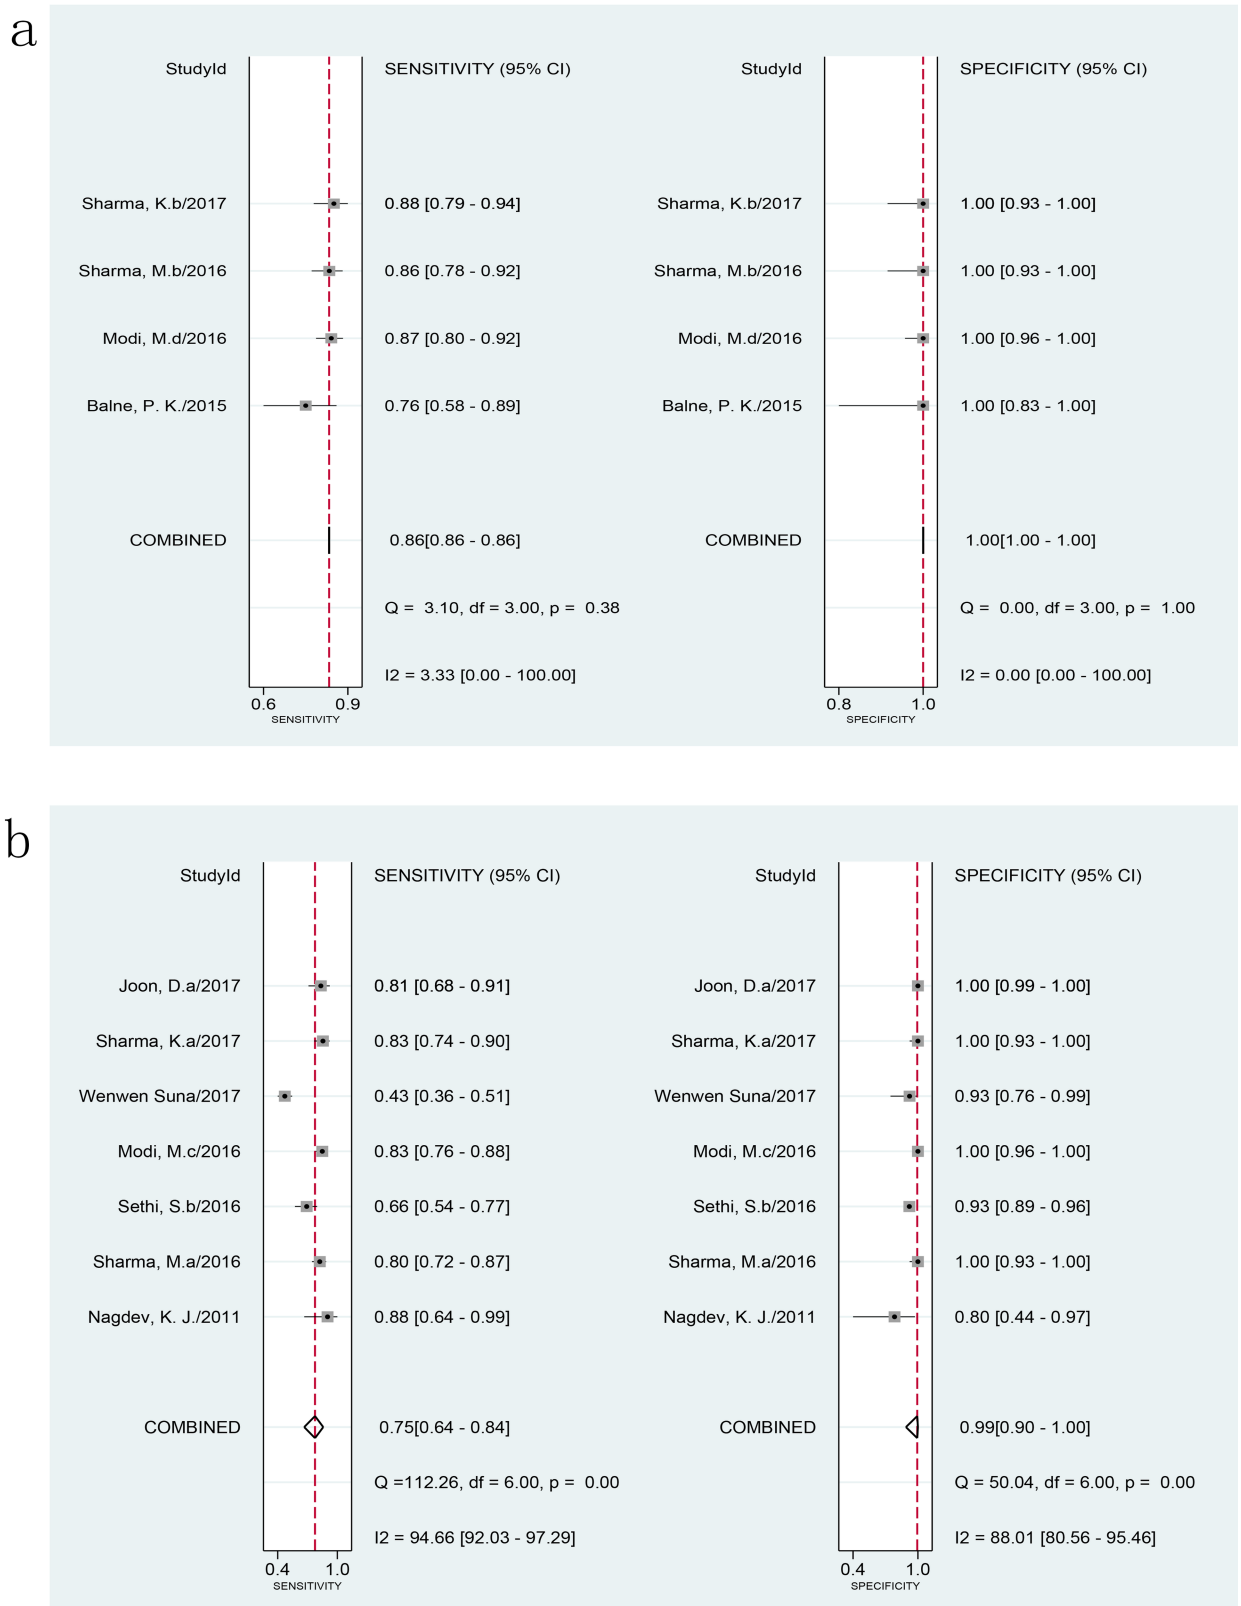 a
StudyId SENSITIVITY (95% CI) StudyId SPECIFICITY (95% CI)
Sharma, K.b/2017 0.88 [0.79 - 0.94] Sharma, K.b/2017 1.00 [0.93 - 1.00]
Sharma, M.b/2016 0.86 [0.78 - 0.92] Sharma, M.b/2016 1.00 [0.93 - 1.00]
Modi, M.d/2016 0.87 [0.80 - 0.92] Modi, M.d/2016 1.00 [0.96 - 1.00]
Balne, P. K./2015 0.76 [0.58 - 0.89] Balne, P. K./2015 1.00 [0.83 - 1.00]
COMBINED 0.86[0.86 - 0.86] COMBINED 1.00[1.00 - 1.00]
Q = 3.10, df = 3.00, p = 0.38 Q = 0.00, df = 3.00, p = 1.00
I2 = 3.33 [0.00 - 100.00] I2 = 0.00 [0.00 - 100.00]
0.6 0.9 0.8 1.0
SENSITIVITY SPECIFICITY
b
StudyId SENSITIVITY (95% CI) StudyId SPECIFICITY (95% CI)
Joon, D.a/2017 0.81 [0.68 - 0.91] Joon, D.a/2017 1.00 [0.99 - 1.00]
Sharma, K.a/2017 0.83 [0.74 - 0.90] Sharma, K.a/2017 1.00 [0.93 - 1.00]
Wenwen Suna/2017 0.43 [0.36 - 0.51] Wenwen Suna/2017 0.93 [0.76 - 0.99]
Modi, M.c/2016 0.83 [0.76 - 0.88] Modi, M.c/2016 1.00 [0.96 - 1.00]
Sethi, S.b/2016 0.66 [0.54 - 0.77] Sethi, S.b/2016 0.93 [0.89 - 0.96]
Sharma, M.a/2016 0.80 [0.72 - 0.87] Sharma, M.a/2016 1.00 [0.93 - 1.00]
Nagdev, K. J./2011 0.88 [0.64 - 0.99] Nagdev, K. J./2011 0.80 [0.44 - 0.97]
COMBINED 0.75[0.64 - 0.84] COMBINED 0.99[0.90 - 1.00]
Q =112.26, df = 6.00, p = 0.00 Q = 50.04, df = 6.00, p = 0.00
I2 = 94.66 [92.03 - 97.29] I2 = 88.01 [80.56 - 95.46]
0.4 1.0 0.4 1.0
SENSITIVITY SPECIFICITY